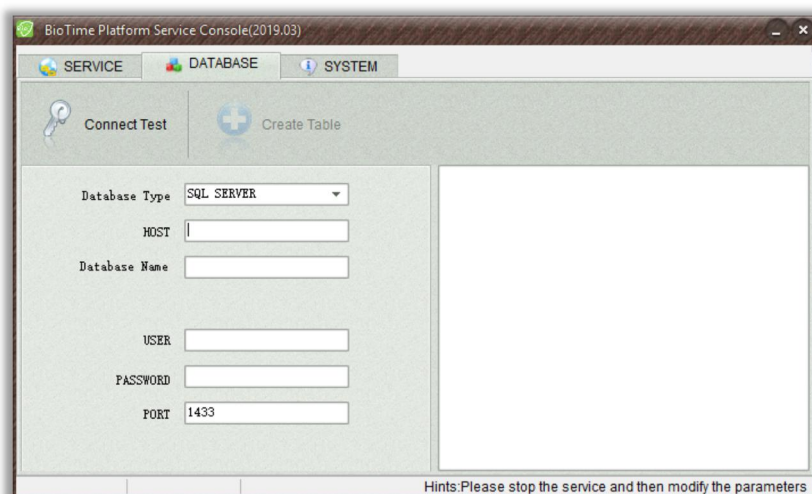 BioTime Platform Service Console(2019.03)
SERVICE DATABASE SYSTEM
Connect Test Create Table
Database Type SQL SERVER
HOST
Database Name
USER
PASSWORD
PORT 1433
Hints:Please stop the service and then modify the parameters